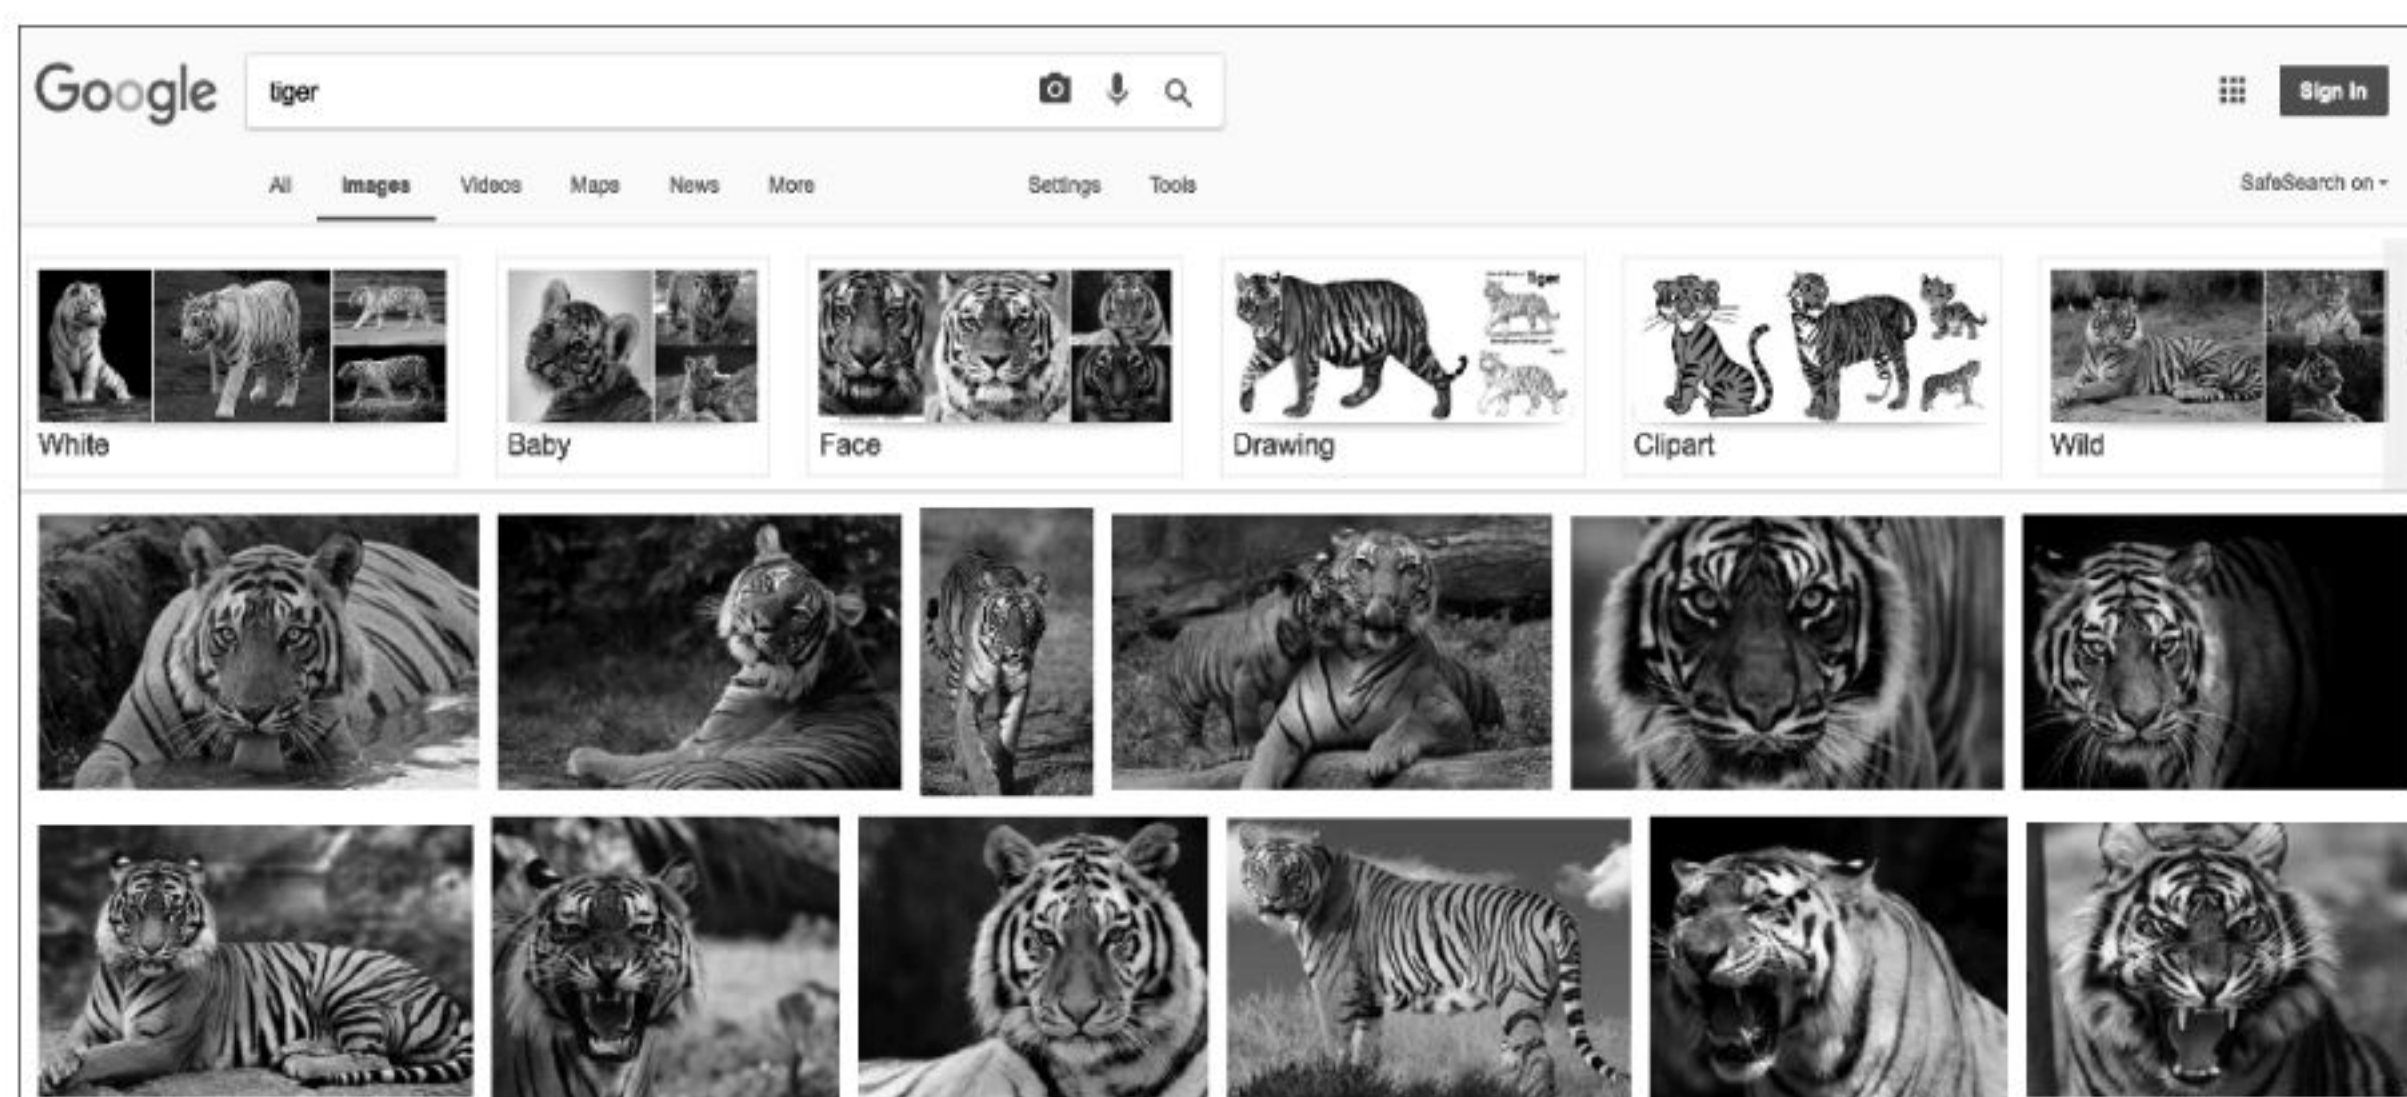 Google tiger Sign In
All Images Videos Maps News More Settings Tools SafeSearch on
tiger
White Baby Face Drawing Clipart Wild